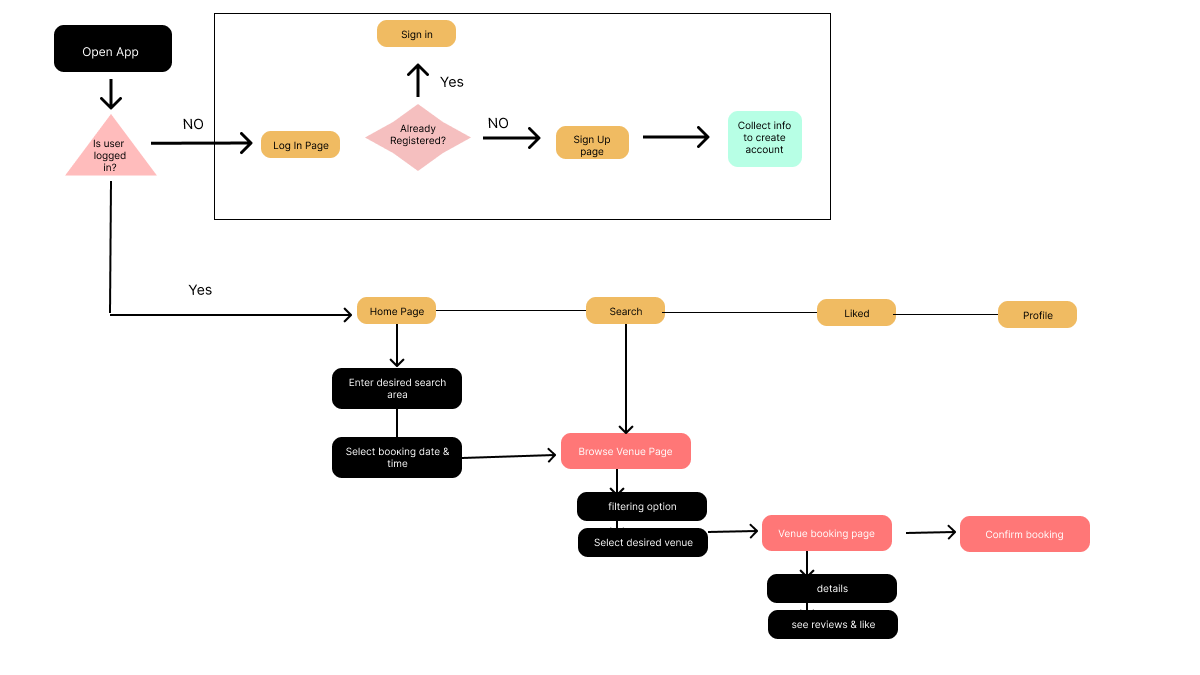 Open App
Is user
logged
in?
NO
Log In Page
Sign in
Yes
Already
Registered?
NO
Sign Up
page
Collect info
to create
account
Yes
Home Page
Search
Liked
Profile
Enter desired search
area
Select booking date &
time
Browse Venue Page
filtering option
Select desired venue
Venue booking page
Confirm booking
details
see reviews & like